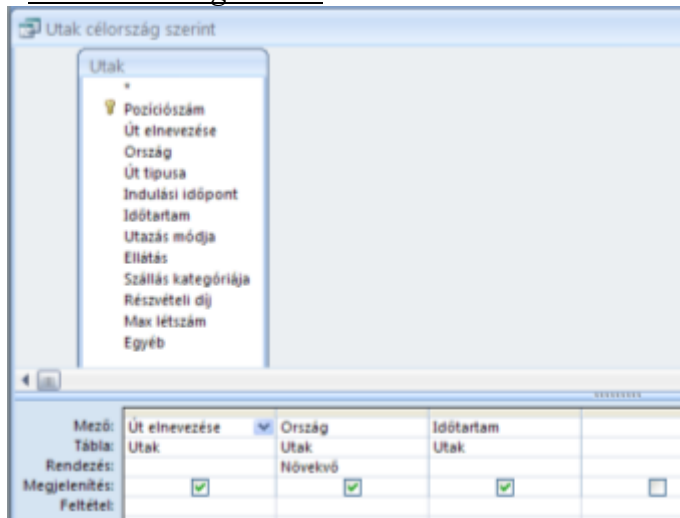 Utak célország szerint
Utak
*
Pozíciószám
Út elnevezése
Ország
Út tipusa
Indulási időpont
Időtartam
Utazás módja
Ellátás
Szállás kategóriája
Részvételi díj
Max létszám
Egyéb
Mező: Út elnevezése Ország Időtartam
Tábla: Utak Utak Utak
Rendezés: Növekvő
Megjelenítés:
Feltétel: